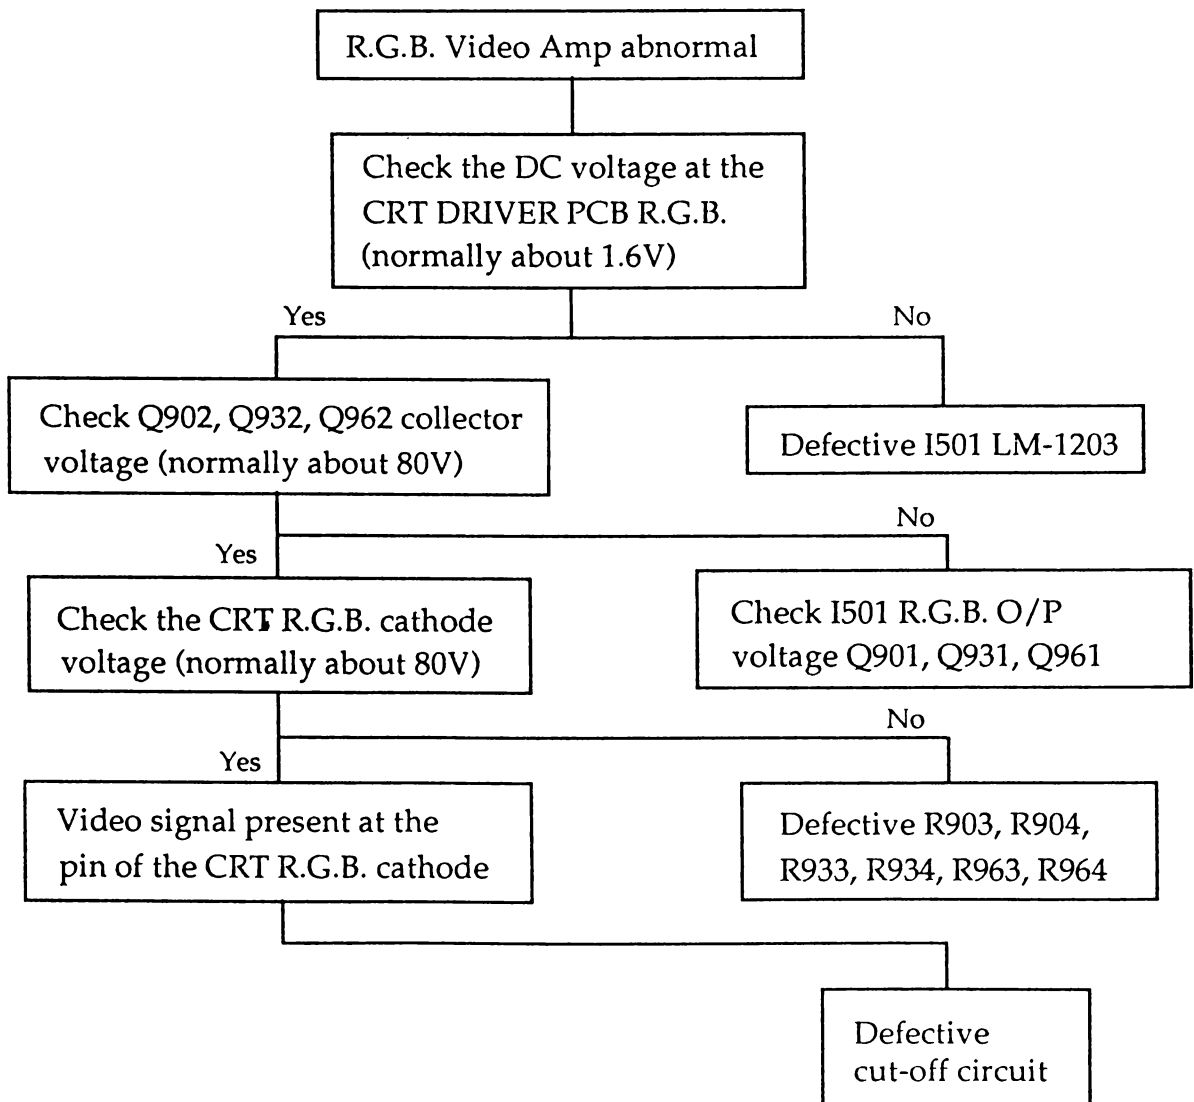 R.G.B. Video Amp abnormal
Check the DC voltage at the
CRT DRIVER PCB R.G.B.
(normally about 1.6V)
Yes
No
Check Q902, Q932, Q962 collector
voltage (normally about 80V)
Defective I501 LM-1203
No
Yes
Check the CRT R.G.B. cathode
voltage (normally about 80V)
Check I501 R.G.B. O/P
voltage Q901, Q931, Q961
No
Yes
Video signal present at the
pin of the CRT R.G.B. cathode
Defective R903, R904,
R933, R934, R963, R964
Defective
cut-off circuit